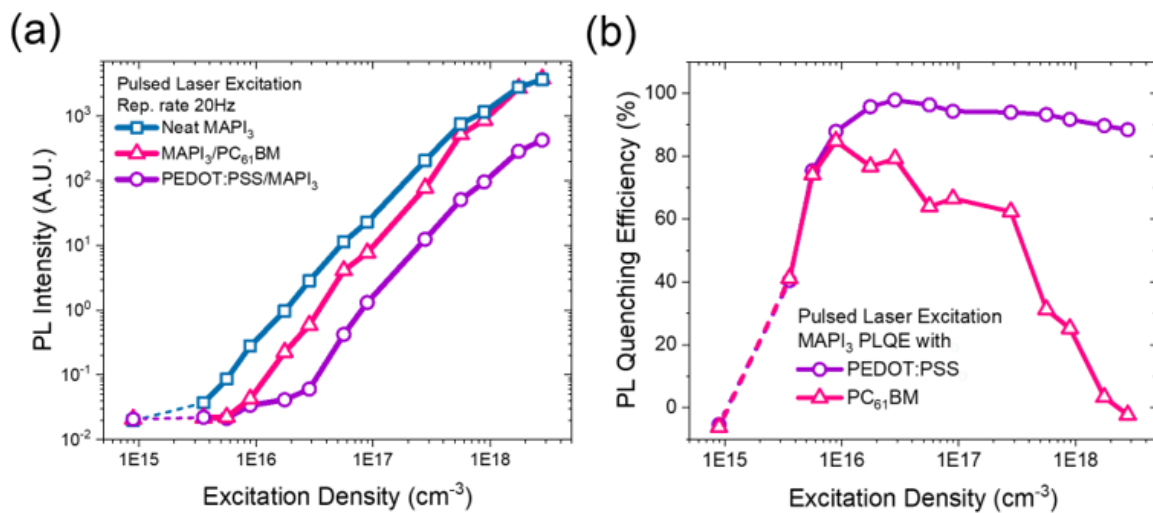 (a)
PL Intensity (A.U.)
10³
10²
10¹
10⁰
10⁻¹
10⁻²
Pulsed Laser Excitation
Rep. rate 20Hz
Neat MAPI₃
MAPI₃/PC₆₁BM
PEDOT:PSS/MAPI₃
1E15 1E16 1E17 1E18
Excitation Density (cm⁻³)
(b)
PL Quenching Efficiency (%)
100
80
60
40
20
0
Pulsed Laser Excitation
MAPI₃ PLQE with
PEDOT:PSS
PC₆₁BM
1E15 1E16 1E17 1E18
Excitation Density (cm⁻³)